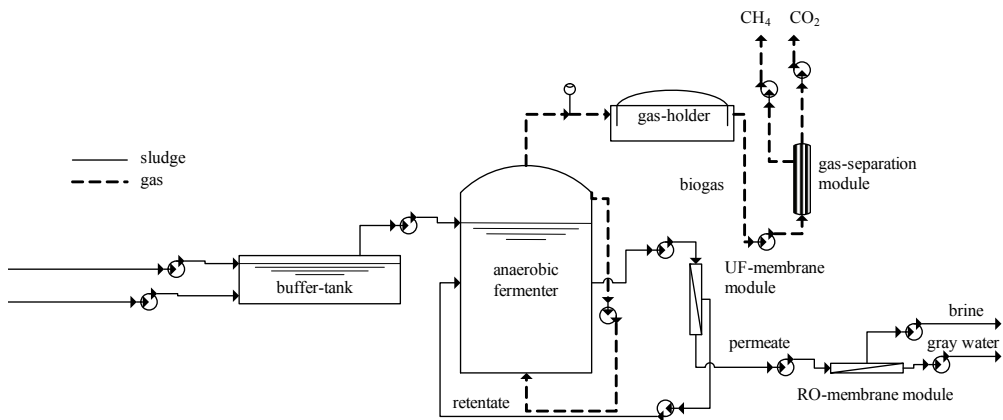 CH₄ CO₂
gas-holder
sludge
gas
gas-separation
module
biogas
anaerobic
fermenter
UF-membrane
module
buffer-tank
brine
permeate
gray water
retentate
RO-membrane module